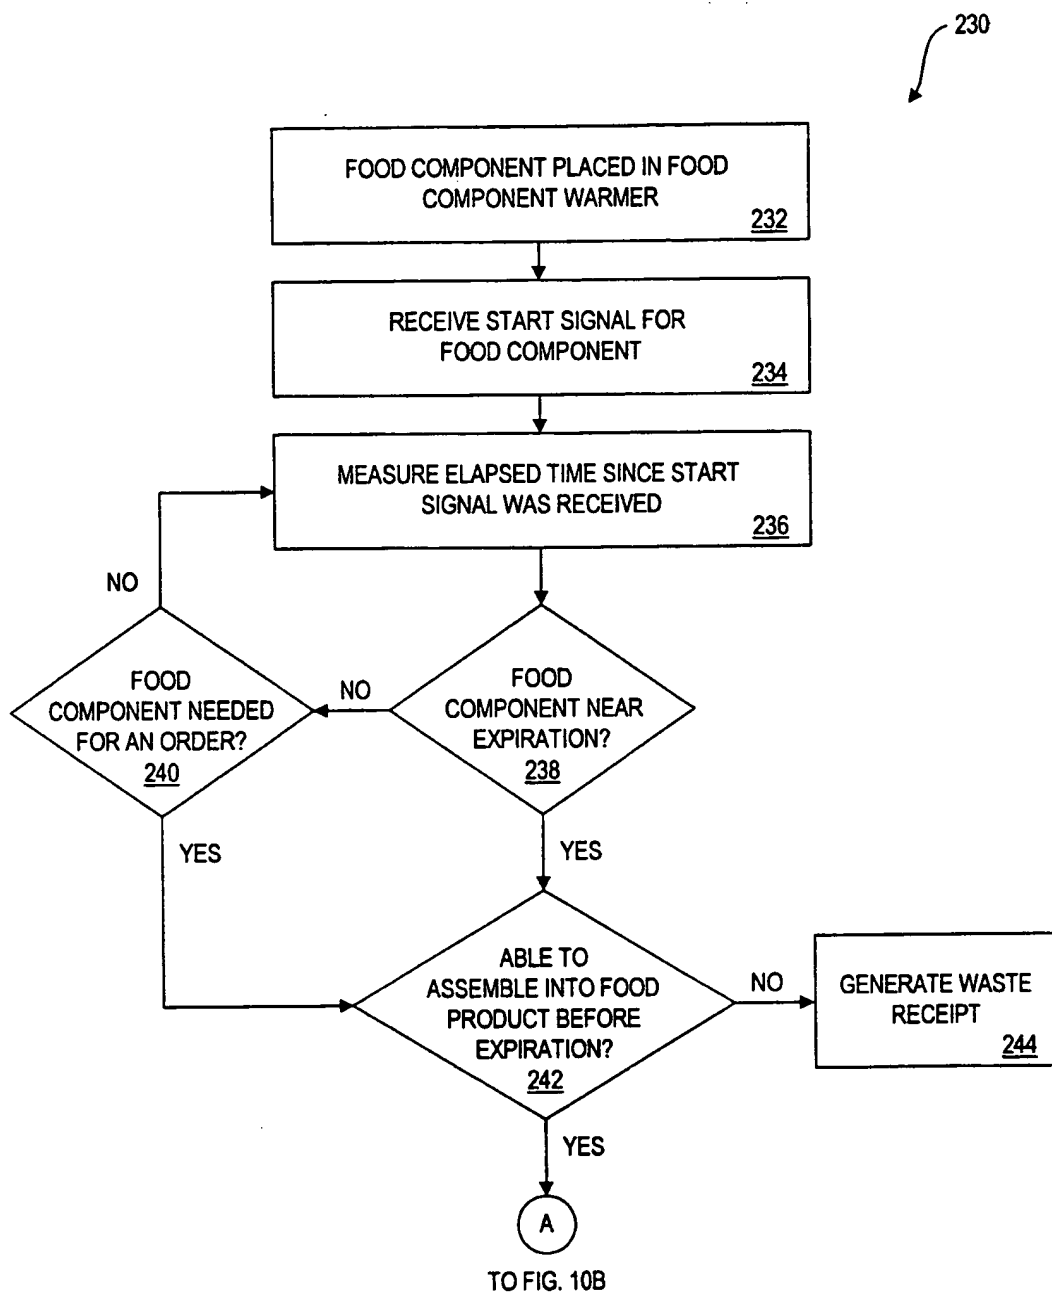 230
FOOD COMPONENT PLACED IN FOOD
COMPONENT WARMER
232
RECEIVE START SIGNAL FOR
FOOD COMPONENT
234
MEASURE ELAPSED TIME SINCE START
SIGNAL WAS RECEIVED
236
NO
FOOD
COMPONENT NEEDED
FOR AN ORDER?
240
NO
FOOD
COMPONENT NEAR
EXPIRATION?
238
YES
YES
ABLE TO
ASSEMBLE INTO FOOD
PRODUCT BEFORE
EXPIRATION?
242
NO
GENERATE WASTE
RECEIPT
244
YES
A
TO FIG. 10B